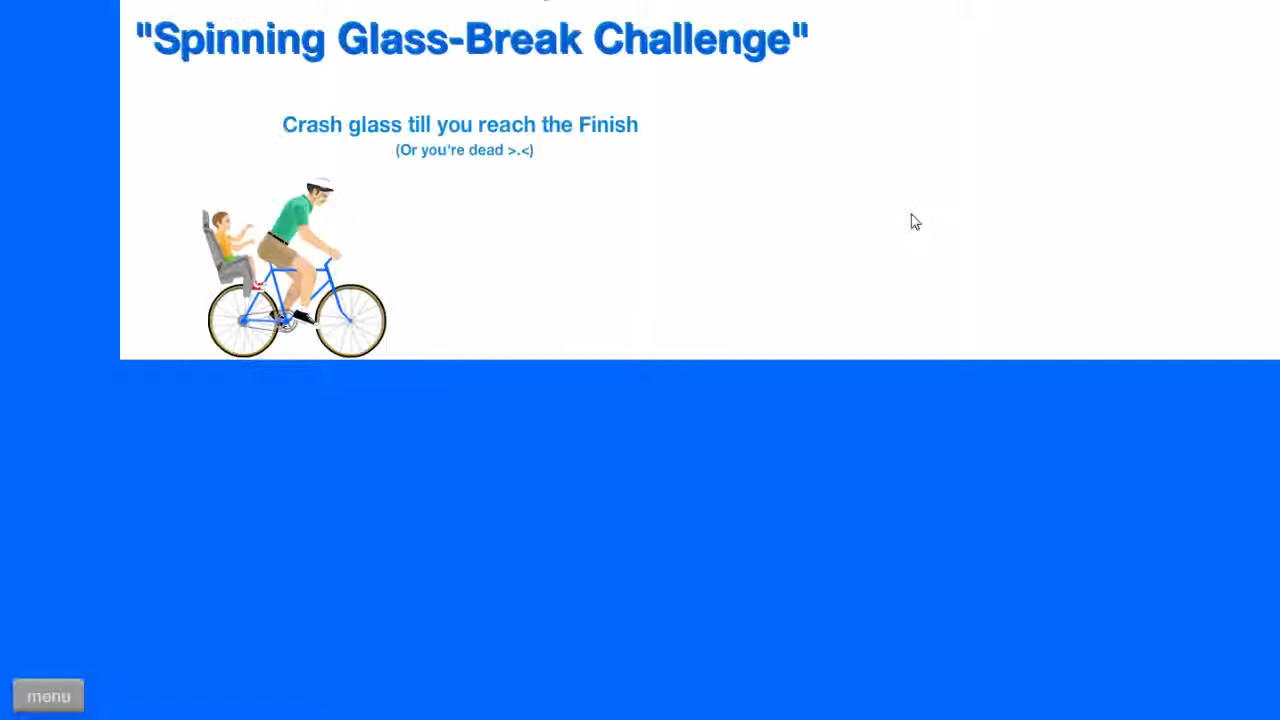 "Spinning Glass-Break Challenge"
Crash glass till you reach the Finish
(Or you're dead >.<)
menu